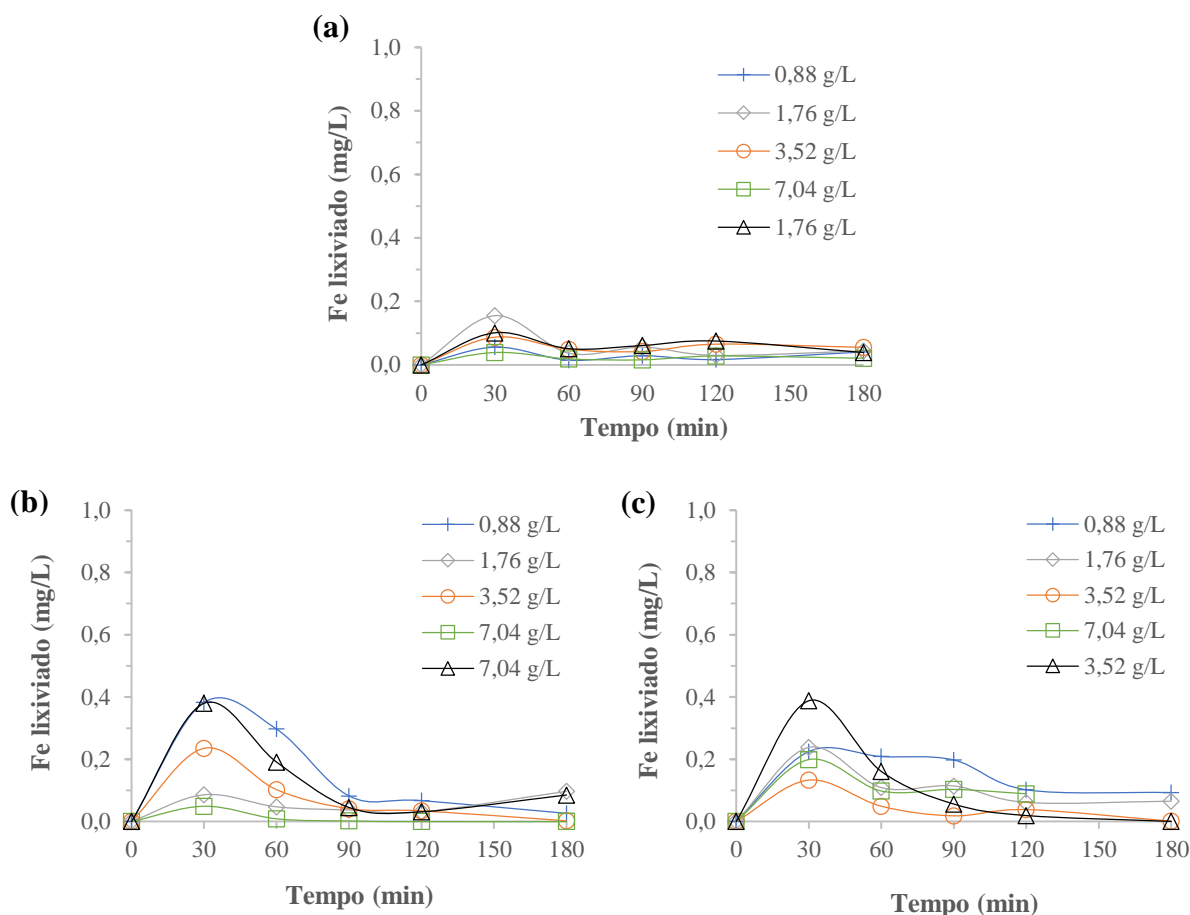 (a)
1,0
0,8
0,6
0,4
0,2
0,0
Fe lixiviado (mg/L)
0,88 g/L
1,76 g/L
3,52 g/L
7,04 g/L
1,76 g/L
0 30 60 90 120 150 180
Tempo (min)
(b)
1,0
0,8
0,6
0,4
0,2
0,0
Fe lixiviado (mg/L)
0,88 g/L
1,76 g/L
3,52 g/L
7,04 g/L
7,04 g/L
0 30 60 90 120 150 180
Tempo (min)
(c)
1,0
0,8
0,6
0,4
0,2
0,0
Fe lixiviado (mg/L)
0,88 g/L
1,76 g/L
3,52 g/L
7,04 g/L
3,52 g/L
0 30 60 90 120 150 180
Tempo (min)